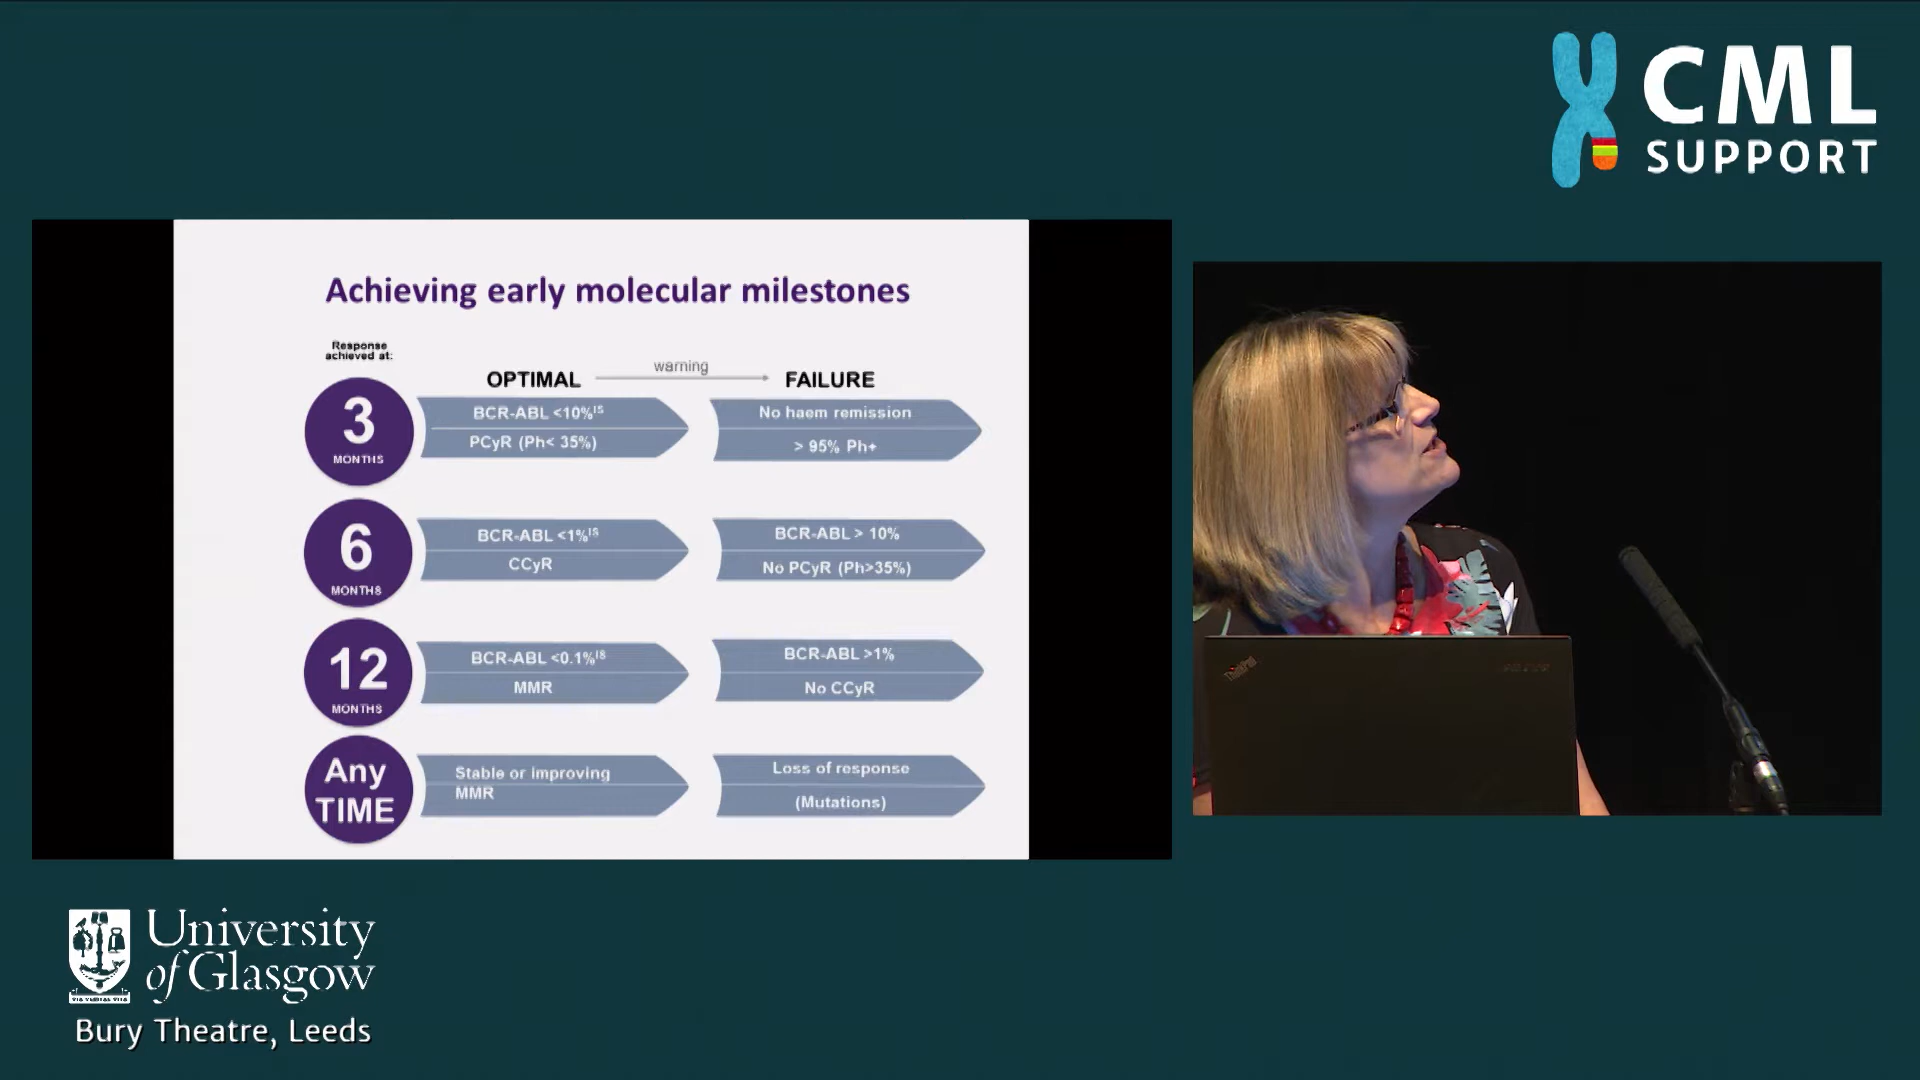 CML
SUPPORT
Achieving early molecular milestones
Response
achieved at:
OPTIMAL
warning
FAILURE
3
MONTHS
BCR-ABL <10%IS
PCyR (Ph< 35%)
No haem remission
> 95% Ph+
6
MONTHS
BCR-ABL <1%IS
CCyR
BCR-ABL > 10%
No PCyR (Ph>35%)
12
MONTHS
BCR-ABL <0.1%IS
MMR
BCR-ABL >1%
No CCyR
Any
TIME
Stable or improving
MMR
Loss of response
(Mutations)
ThinkPad
University
of Glasgow
Bury Theatre, Leeds